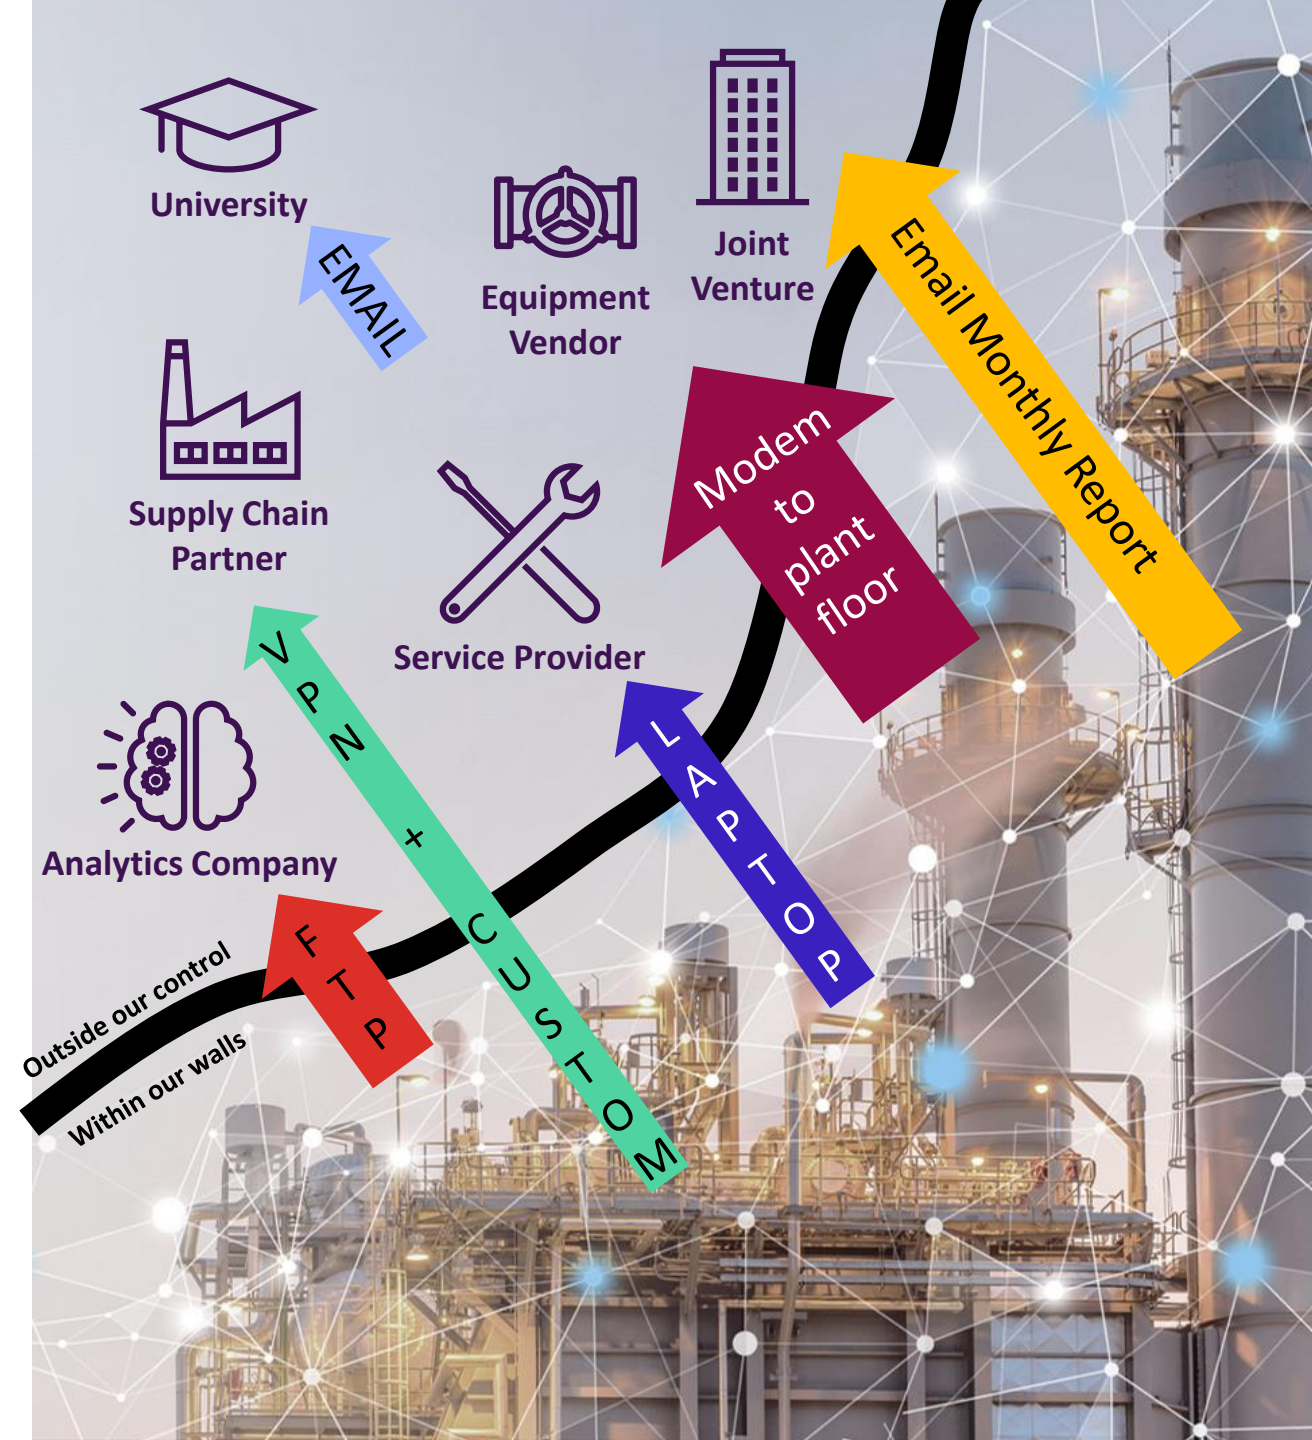 University
EMAIL
Equipment
Vendor
Joint
Venture
Email Monthly Report
Supply Chain
Partner
Modem
to
plant
floor
Service Provider
VPN + CUSTOM
LAPTOP
Analytics Company
FTP
Outside our control
Within our walls